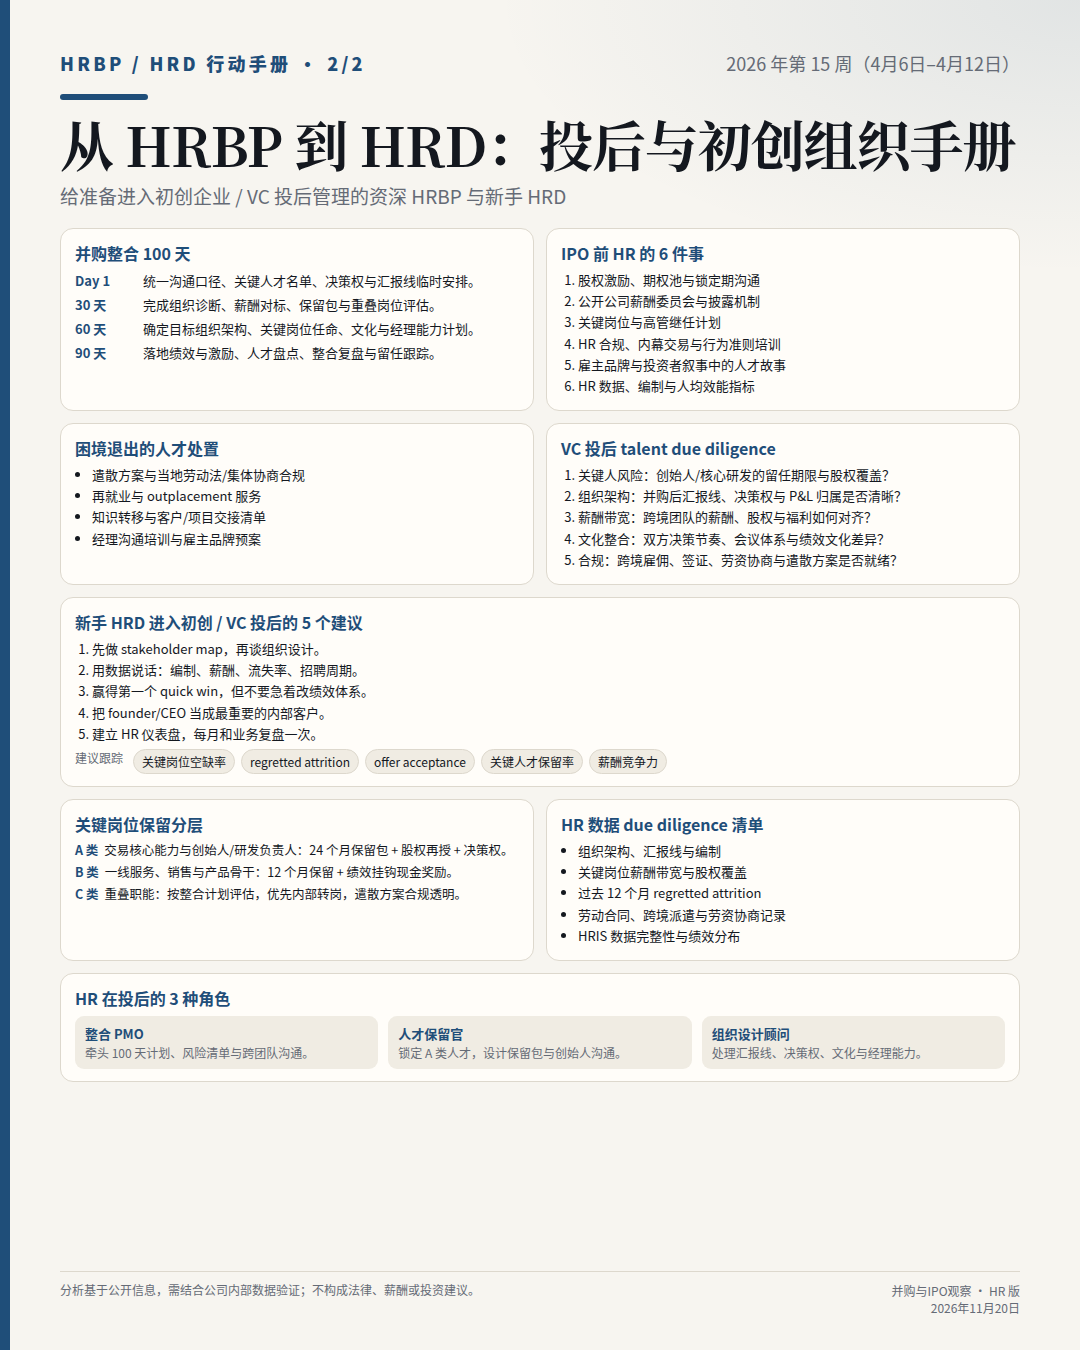 HRBP / HRD 行动手册 · 2/2
2026 年第 15 周（4月6日–4月12日）
从 HRBP 到 HRD：投后与初创组织手册
给准备进入初创企业 / VC 投后管理的资深 HRBP 与新手 HRD
并购整合 100 天
Day 1 统一沟通口径、关键人才名单、决策权与汇报线临时安排。
30 天 完成组织诊断、薪酬对标、保留包与重叠岗位评估。
60 天 确定目标组织架构、关键岗位任命、文化与经理能力计划。
90 天 落地绩效与激励、人才盘点、整合复盘与留任跟踪。
IPO 前 HR 的 6 件事
1. 股权激励、期权池与锁定期沟通
2. 公开公司薪酬委员会与披露机制
3. 关键岗位与高管继任计划
4. HR 合规、内幕交易与行为准则培训
5. 雇主品牌与投资者叙事中的人才故事
6. HR 数据、编制与人均效能指标
困境退出的人才处置
• 遣散方案与当地劳动法/集体协商合规
• 再就业与 outplacement 服务
• 知识转移与客户/项目交接清单
• 经理沟通培训与雇主品牌预案
VC 投后 talent due diligence
1. 关键人风险：创始人/核心研发的留任期限与股权覆盖？
2. 组织架构：并购后汇报线、决策权与 P&L 归属是否清晰？
3. 薪酬带宽：跨境团队的薪酬、股权与福利如何对齐？
4. 文化整合：双方决策节奏、会议体系与绩效文化差异？
5. 合规：跨境雇佣、签证、劳资协商与遣散方案是否就绪？
新手 HRD 进入初创 / VC 投后的 5 个建议
1. 先做 stakeholder map，再谈组织设计。
2. 用数据说话：编制、薪酬、流失率、招聘周期。
3. 赢得第一个 quick win，但不要急着改绩效体系。
4. 把 founder/CEO 当成最重要的内部客户。
5. 建立 HR 仪表盘，每月和业务复盘一次。
建议跟踪 关键岗位空缺率 regretted attrition offer acceptance 关键人才保留率 薪酬竞争力
关键岗位保留分层
A 类 交易核心能力与创始人/研发负责人：24 个月保留包 + 股权再授 + 决策权。
B 类 一线服务、销售与产品骨干：12 个月保留 + 绩效挂钩现金奖励。
C 类 重叠职能：按整合计划评估，优先内部转岗，遣散方案合规透明。
HR 数据 due diligence 清单
• 组织架构、汇报线与编制
• 关键岗位薪酬带宽与股权覆盖
• 过去 12 个月 regretted attrition
• 劳动合同、跨境派遣与劳资协商记录
• HRIS 数据完整性与绩效分布
HR 在投后的 3 种角色
整合 PMO
牵头 100 天计划、风险清单与跨团队沟通。
人才保留官
锁定 A 类人才，设计保留包与创始人沟通。
组织设计顾问
处理汇报线、决策权、文化与经理能力。
分析基于公开信息，需结合公司内部数据验证；不构成法律、薪酬或投资建议。
并购与IPO观察 · HR 版
2026年11月20日